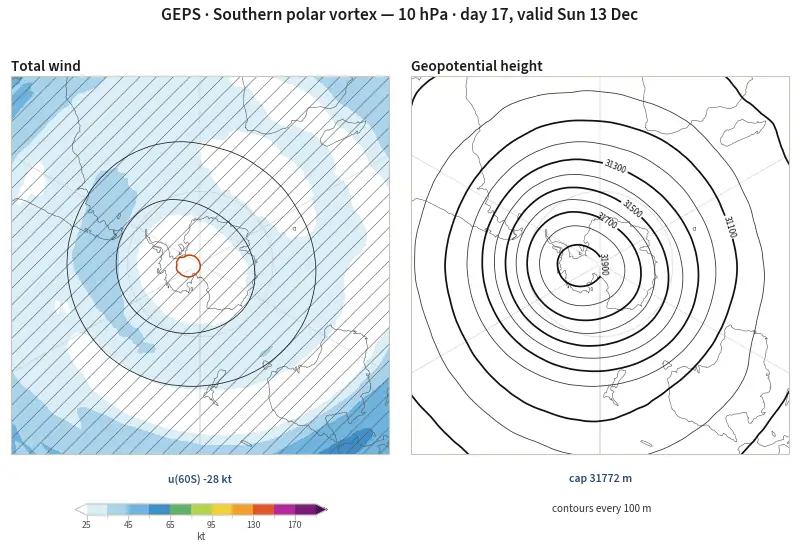 GEPS · Southern polar vortex — 10 hPa · day 17, valid Sun 13 Dec
Total wind
Geopotential height
31300
31500
31700
31100
31900
u(60S) -28 kt
cap 31772 m
contours every 100 m
25 45 65 95 130 170
kt